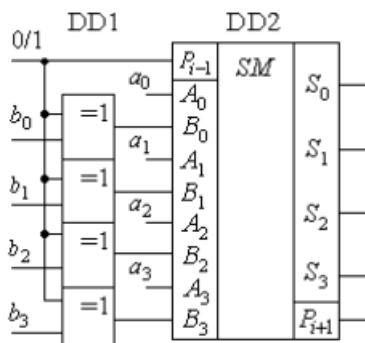 DD1 DD2
0/1
P_{i-1} SM
a_0 A_0 S_0
=1
b_0 B_0
a_1 A_1 S_1
=1
b_1 B_1
a_2 A_2 S_2
=1
b_2 B_2
a_3 A_3 S_3
=1
b_3 B_3 P_{i+1}